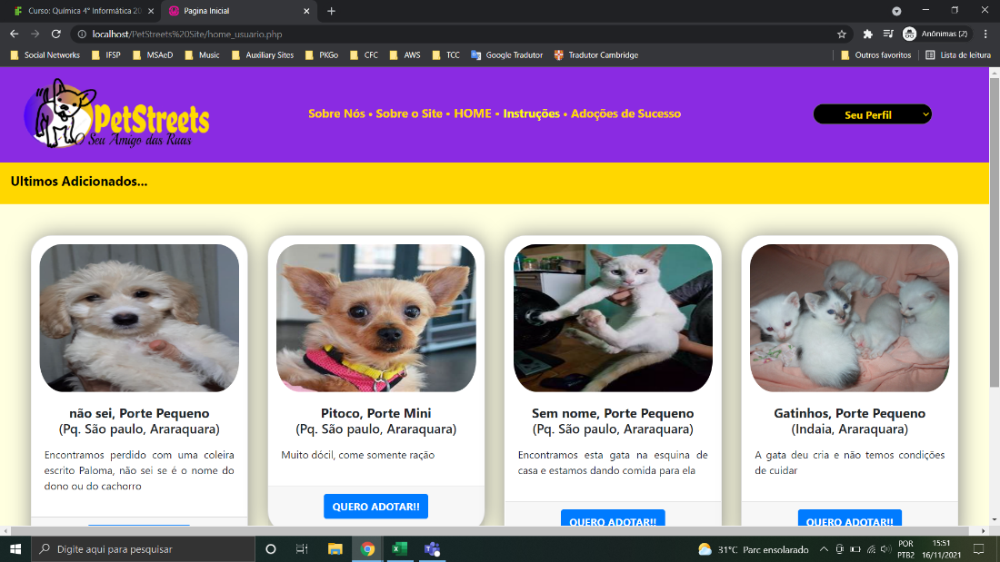 Curso: Química 4º Informática 20
Pagina Inicial
localhost/PetStreets%20Site/home_usuario.php
Anônimas (2)
Social Networks
IFSP
MSAeD
Music
Auxiliary Sites
PKGo
CFC
AWS
TCC
Google Tradutor
Tradutor Cambridge
Outros favoritos
Lista de leitura
PetStreets
Seu Amigo das Ruas
Sobre Nós • Sobre o Site - HOME - Instruções • Adoções de Sucesso
Seu Perfil
Ultimos Adicionados...
não sei, Porte Pequeno
(Pq. São paulo, Araraquara)
Encontramos perdido com uma coleira
escrito Paloma, não sei se é o nome do
dono ou do cachorro
Pitoco, Porte Mini
(Pq. São paulo, Araraquara)
Muito dócil, come somente ração
QUERO ADOTAR!!
Sem nome, Porte Pequeno
(Pq. São paulo, Araraquara)
Encontramos esta gata na esquina de
casa e estamos dando comida para ela
QUERO ADOTAR!!
Gatinhos, Porte Pequeno
(Indaia, Araraquara)
A gata deu cria e não temos condições
de cuidar
QUERO ADOTAR!!
Digite aqui para pesquisar
31°C Parc ensolarado
POR
PTB2
15:51
16/11/2021